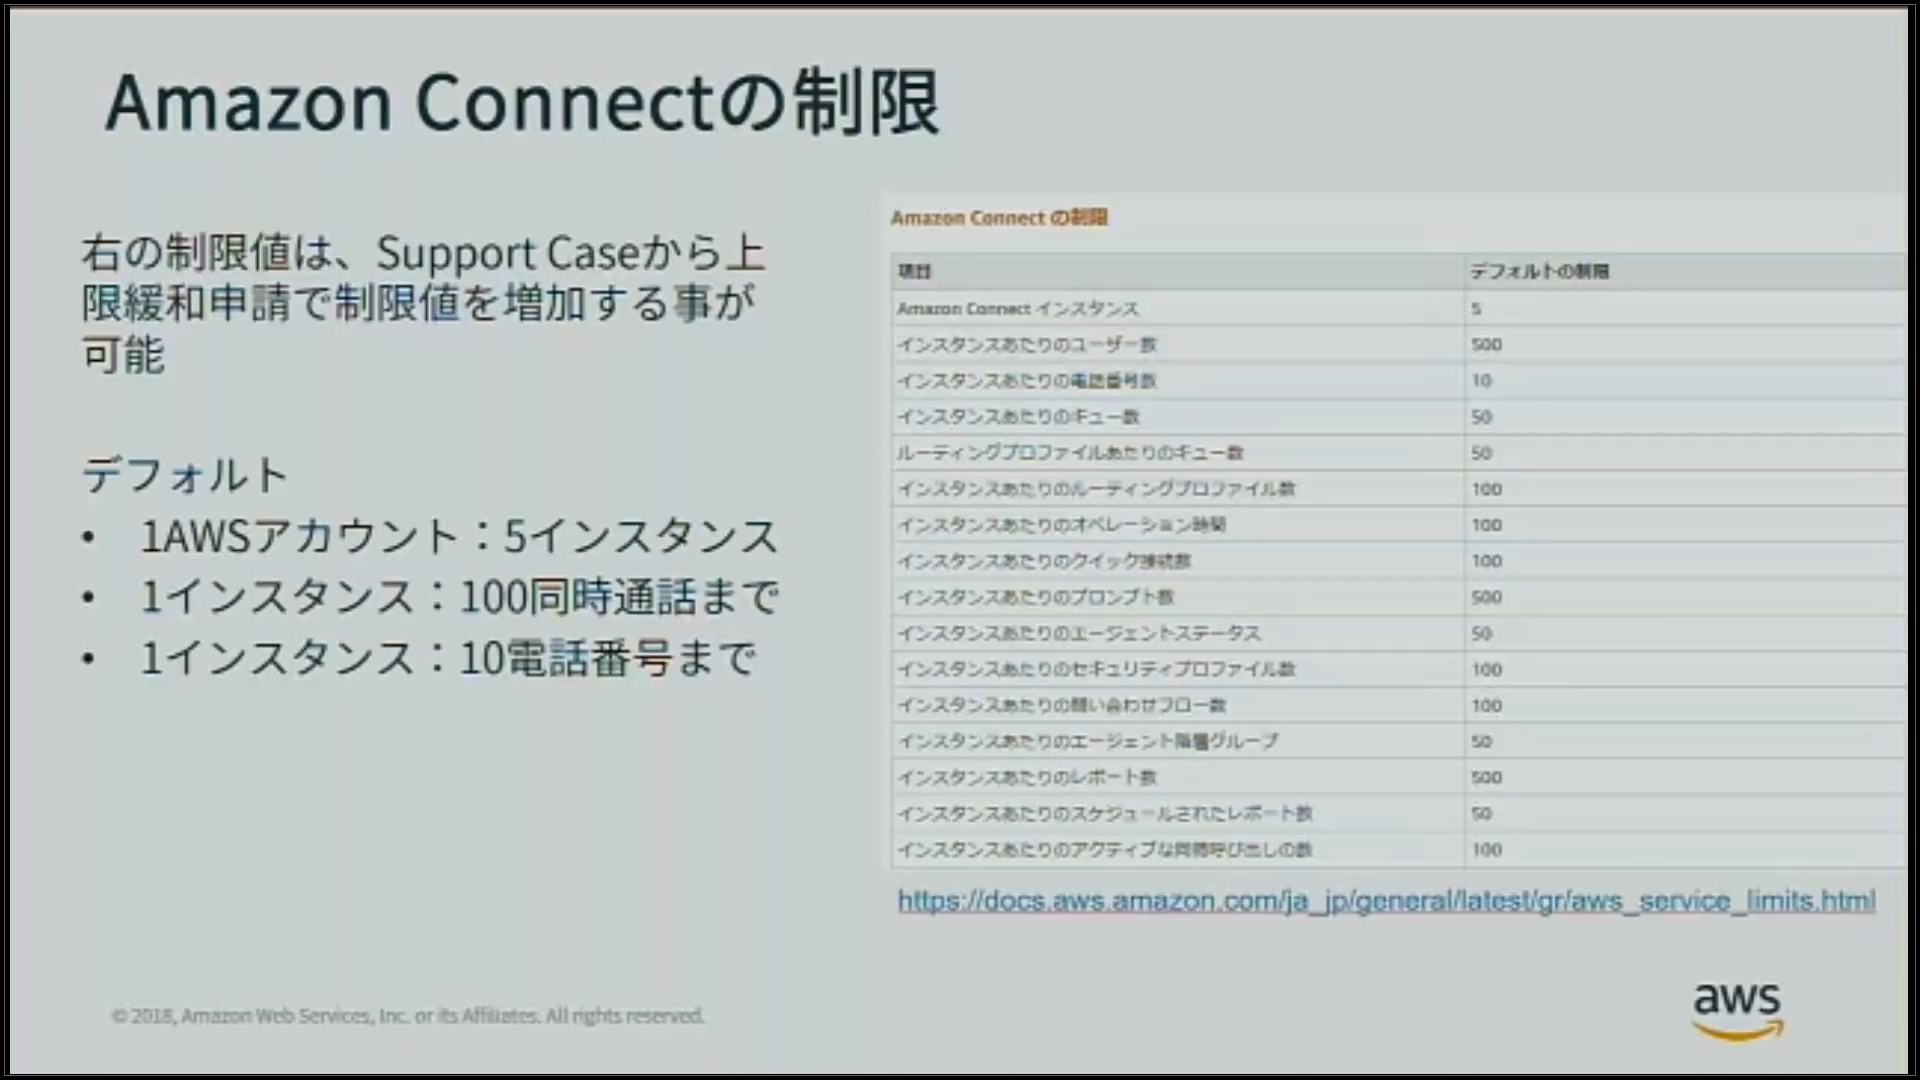 Amazon Connectの制限
右の制限値は、Support Caseから上
限緩和申請で制限値を増加する事が
可能
デフォルト
• 1AWSアカウント：5インスタンス
• 1インスタンス：100同時通話まで
• 1インスタンス：10電話番号まで
Amazon Connect の制限
項目 デフォルトの制限
Amazon Connect インスタンス 5
インスタンスあたりのユーザー数 500
インスタンスあたりの電話番号数 10
インスタンスあたりのキュー数 50
ルーティングプロファイルあたりのキュー数 50
インスタンスあたりのルーティングプロファイル数 100
インスタンスあたりのオペレーション時間 100
インスタンスあたりのクイック接続数 100
インスタンスあたりのプロンプト数 500
インスタンスあたりのエージェントステータス 50
インスタンスあたりのセキュリティプロファイル数 100
インスタンスあたりの問い合わせフロー数 100
インスタンスあたりのエージェント階層グループ 50
インスタンスあたりのレポート数 500
インスタンスあたりのスケジュールされたレポート数 50
インスタンスあたりのアクティブな同時呼び出しの数 100
https://docs.aws.amazon.com/ja_jp/general/latest/gr/aws_service_limits.html
© 2018, Amazon Web Services, Inc. or its Affiliates. All rights reserved.
aws